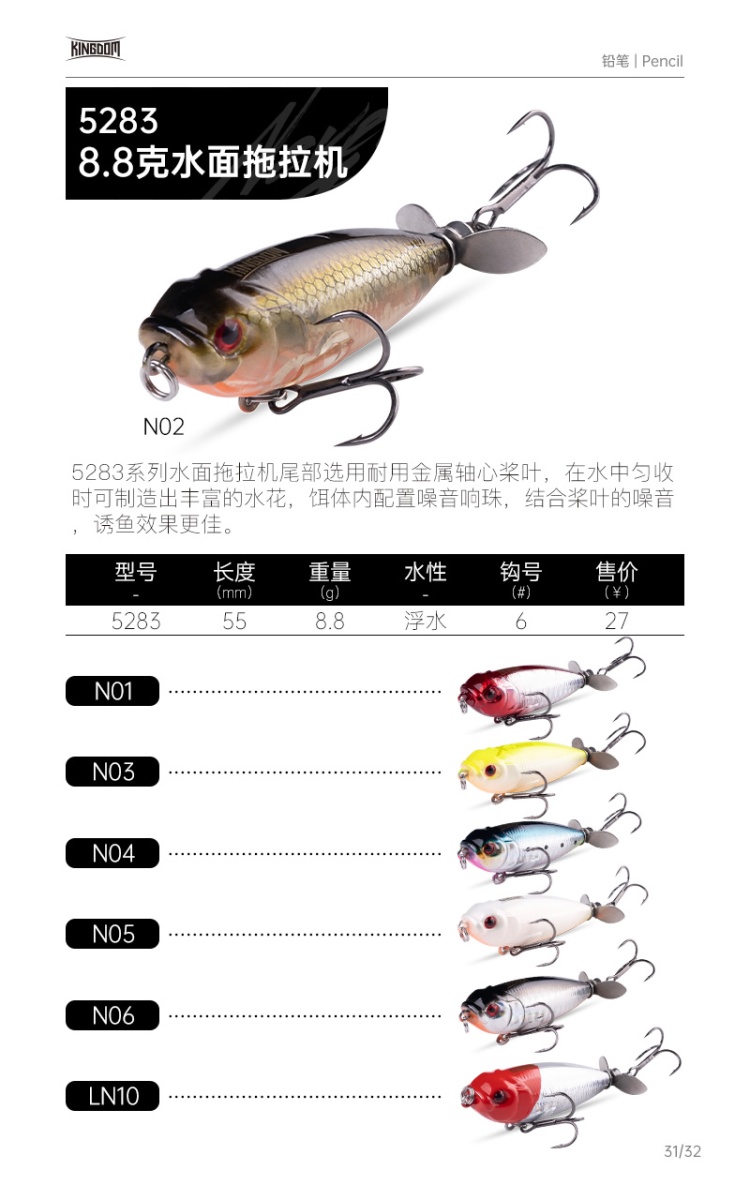 KINGDOM
铅笔 | Pencil
5283
8.8克水面拖拉机
KINGDOM
N02
5283系列水面拖拉机尾部选用耐用金属轴心桨叶，在水中匀收
时可制造出丰富的水花，饵体内配置噪音响珠，结合桨叶的噪音
，诱鱼效果更佳。
型号 长度 重量 水性 钩号 售价
- (mm) (g) - (#) (¥)
5283 55 8.8 浮水 6 27
N01
N03
N04
N05
N06
LN10
31/32